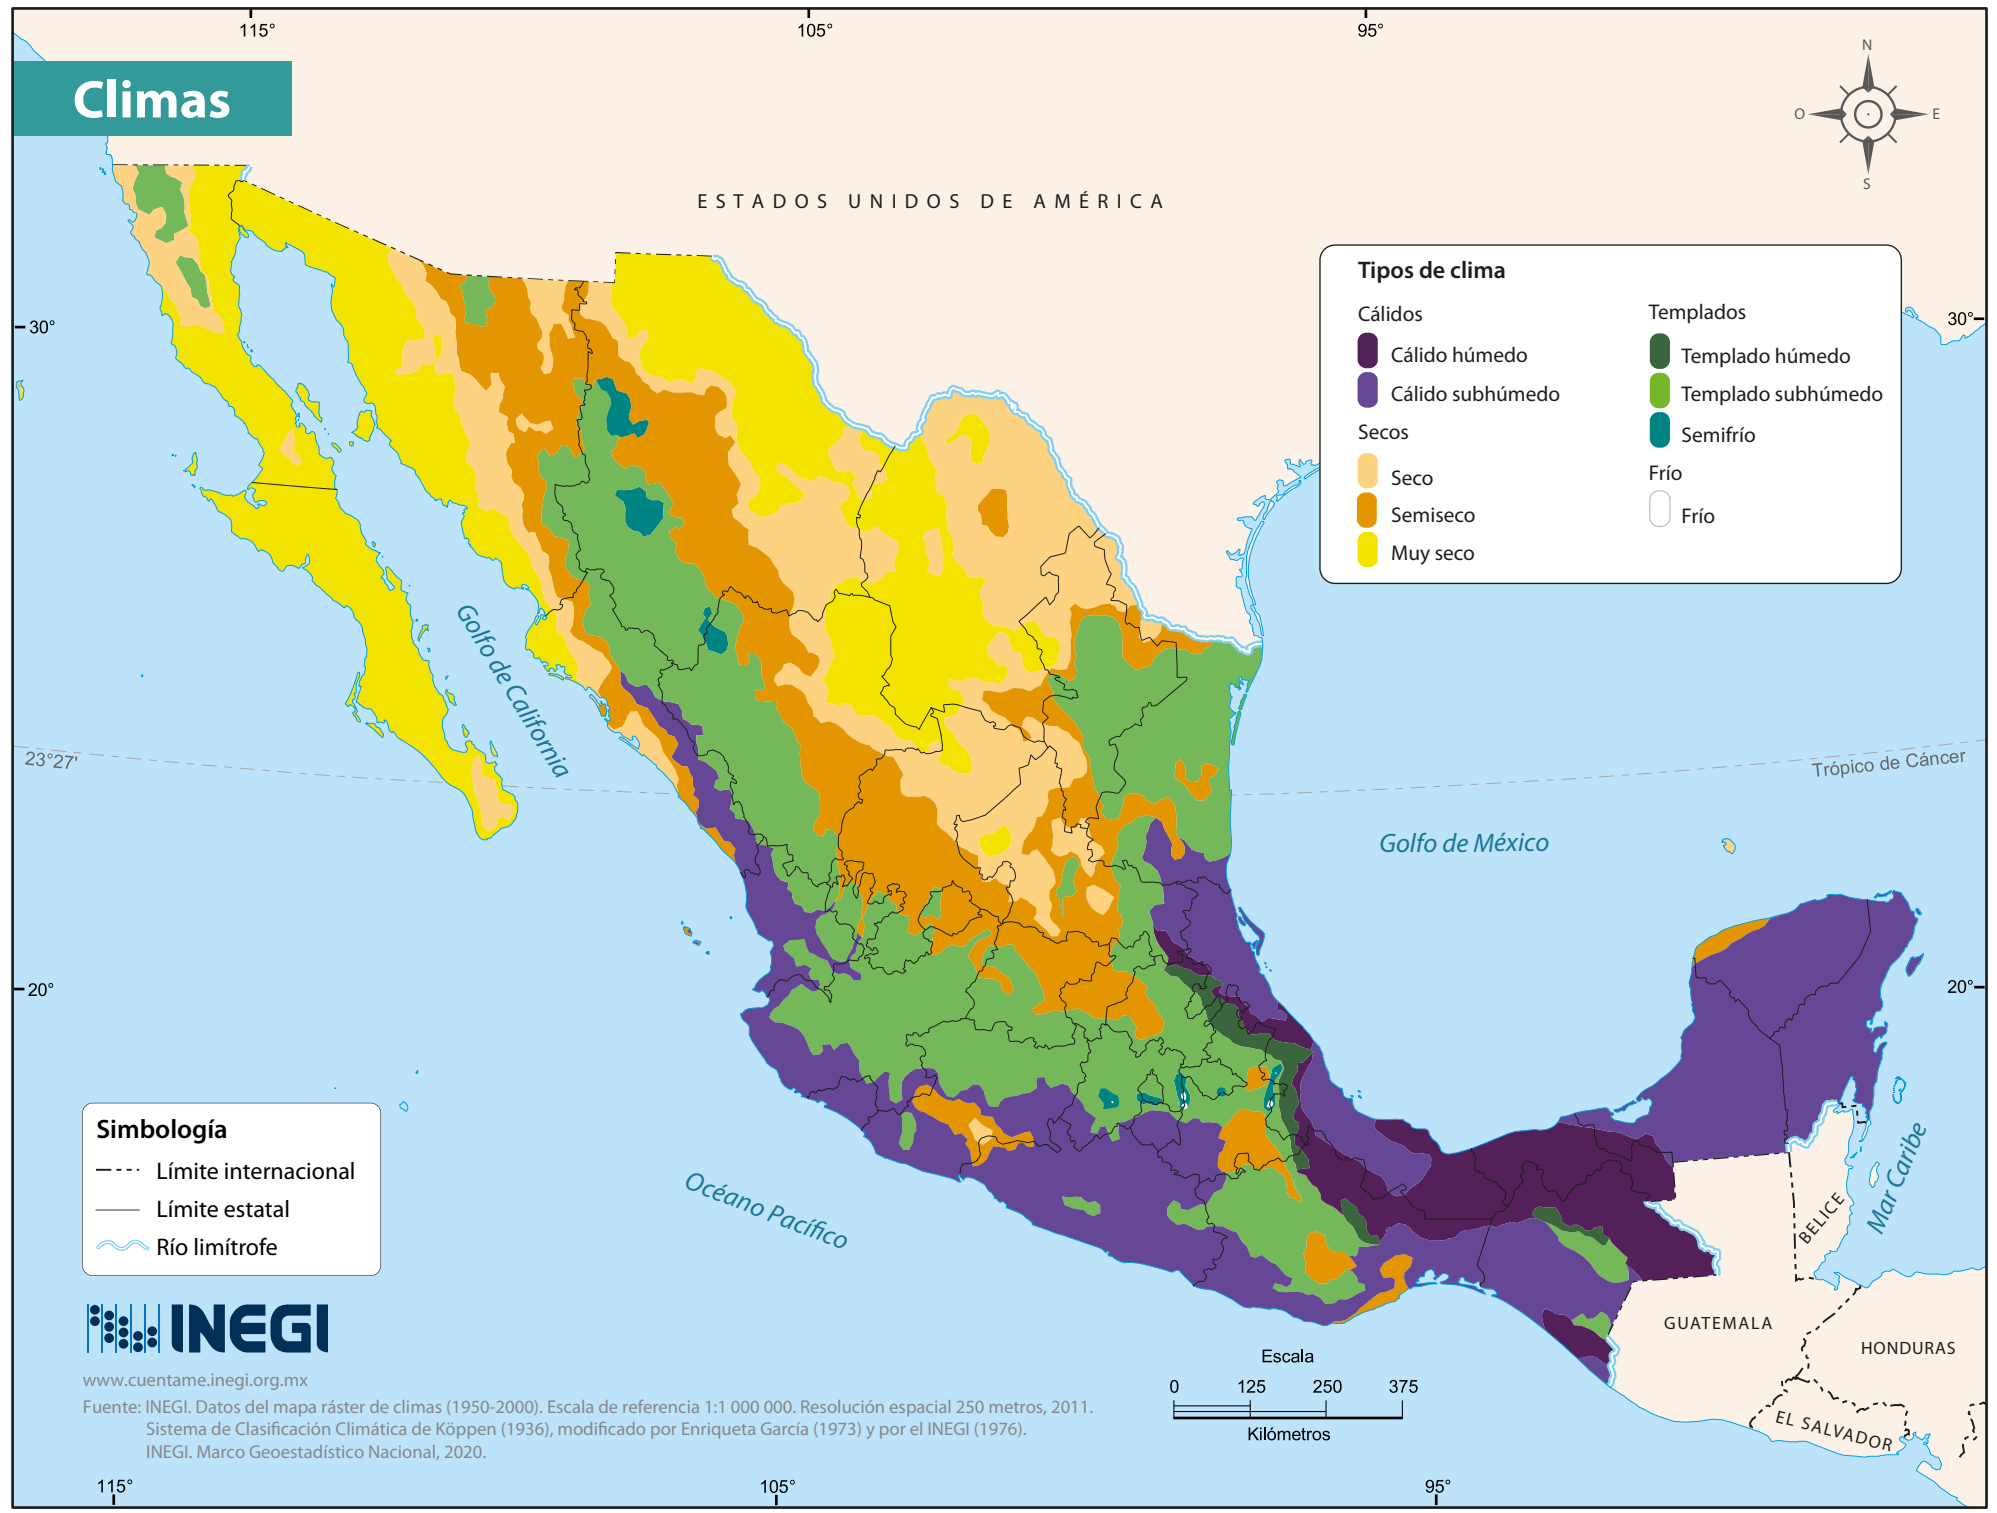 115°
105°
95°
Climas
N
O
E
S
ESTADOS UNIDOS DE AMÉRICA
Tipos de clima
Cálidos
Cálido húmedo
Cálido subhúmedo
Secos
Seco
Semiseco
Muy seco
Templados
Templado húmedo
Templado subhúmedo
Semifrío
Frío
Frío
30°
30°
Golfo de California
23°27'
Trópico de Cáncer
Golfo de México
20°
20°
Simbología
Límite internacional
Límite estatal
Río limítrofe
Océano Pacífico
Mar Caribe
BELICE
GUATEMALA
HONDURAS
EL SALVADOR
INEGI
www.cuentame.inegi.org.mx
Fuente: INEGI. Datos del mapa ráster de climas (1950-2000). Escala de referencia 1:1 000 000. Resolución espacial 250 metros, 2011.
Sistema de Clasificación Climática de Köppen (1936), modificado por Enriqueta García (1973) y por el INEGI (1976).
INEGI. Marco Geoestadístico Nacional, 2020.
Escala
0 125 250 375
Kilómetros
115°
105°
95°